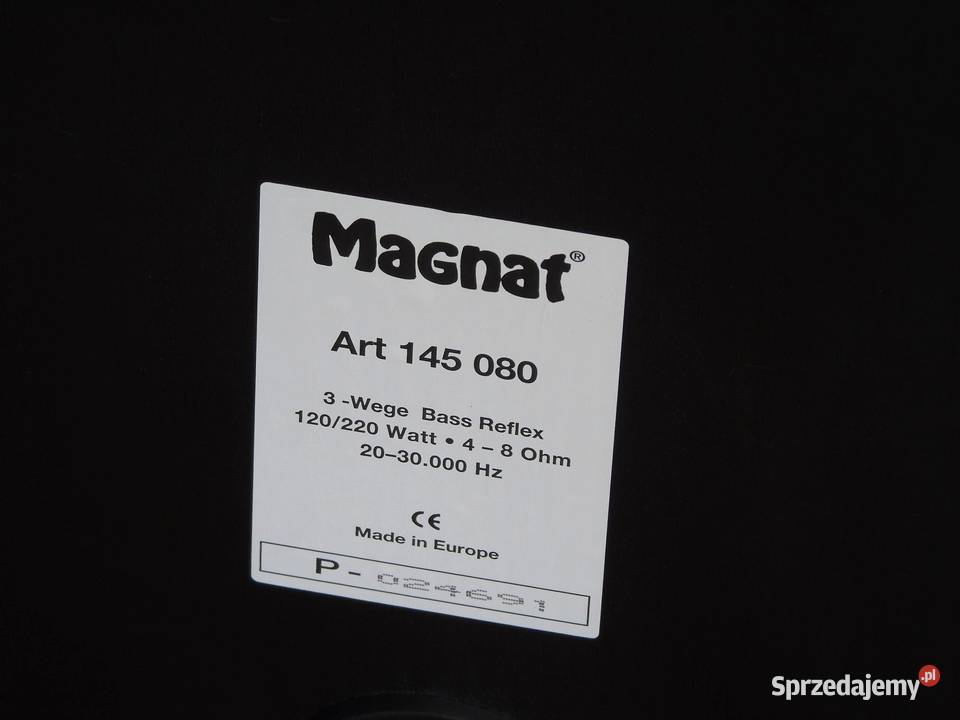 Magnat®
Art 145 080
3 -Wege Bass Reflex
120/220 Watt • 4 – 8 Ohm
20–30.000 Hz
CE
Made in Europe
P-
Sprzedajemy.pl